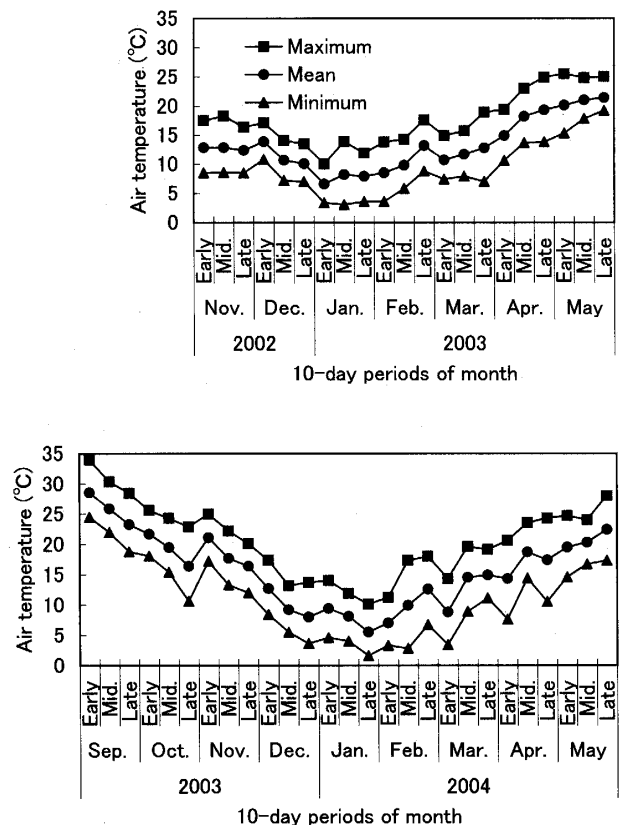 Air temperature (℃)
35
30
25
20
15
10
5
0
Maximum
Mean
Minimum
Early Mid. Late Early Mid. Late Early Mid. Late Early Mid. Late Early Mid. Late Early Mid. Late Early Mid. Late
Nov. Dec. Jan. Feb. Mar. Apr. May
2002 2003
10-day periods of month
Air temperature (℃)
35
30
25
20
15
10
5
0
Early Mid. Late Early Mid. Late Early Mid. Late Early Mid. Late Early Mid. Late Early Mid. Late Early Mid. Late Early Mid. Late Early Mid. Late
Sep. Oct. Nov. Dec. Jan. Feb. Mar. Apr. May
2003 2004
10-day periods of month